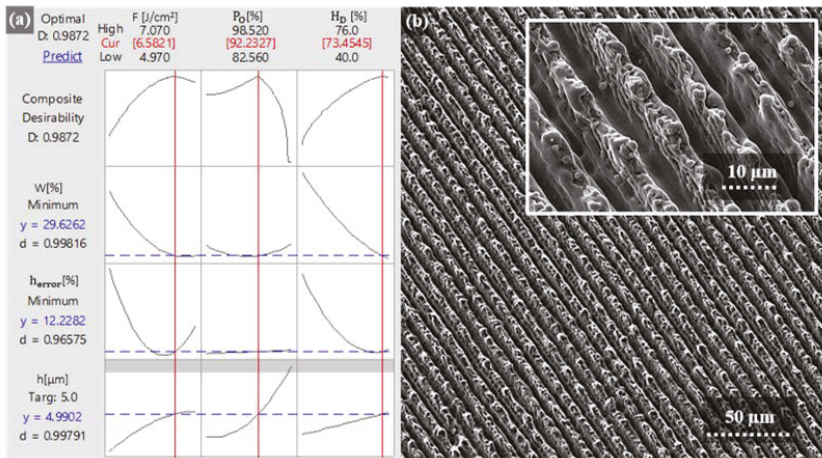 (a)
Optimal
D: 0.9872
Predict
F [J/cm²] P₀[%] H_D [%]
High 7.070 98.520 76.0
Cur [6.5821] [92.2327] [73.4545]
Low 4.970 82.560 40.0
Composite
Desirability
D: 0.9872
W[%]
Minimum
y = 29.6262
d = 0.99816
h_error[%]
Minimum
y = 12.2282
d = 0.96575
h[μm]
Targ: 5.0
y = 4.9902
d = 0.99791
(b)
10 μm
50 μm